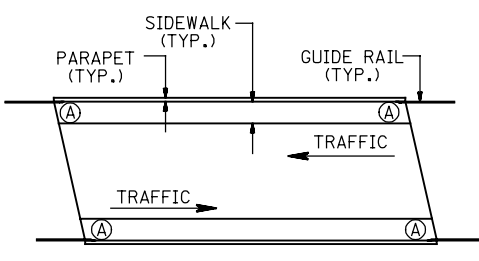 SIDEWALK
(TYP.)
PARAPET
(TYP.)
GUIDE RAIL
(TYP.)
A
A
TRAFFIC
TRAFFIC
A
A